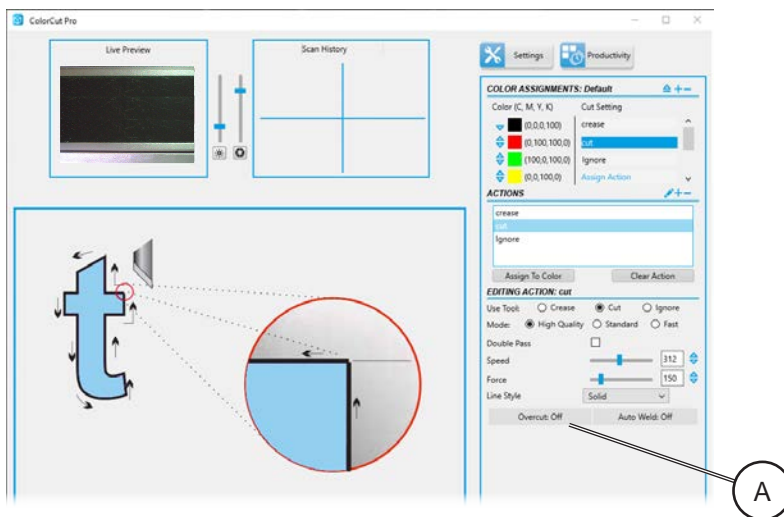 ColorCut Pro
Live Preview
Scan History
Settings
Productivity
COLOR ASSIGNMENTS: Default
Color (C, M, Y, K) Cut Setting
(0,0,0,100) crease
(0,100,100,0) cut
(100,0,100,0) Ignore
(0,0,100,0) Assign Action
ACTIONS
crease
cut
Ignore
Assign To Color Clear Action
EDITING ACTION: cut
Use Tool: Crease Cut Ignore
Mode: High Quality Standard Fast
Double Pass
Speed 312
Force 150
Line Style Solid
Overcut: Off Auto Weld: Off
A
t